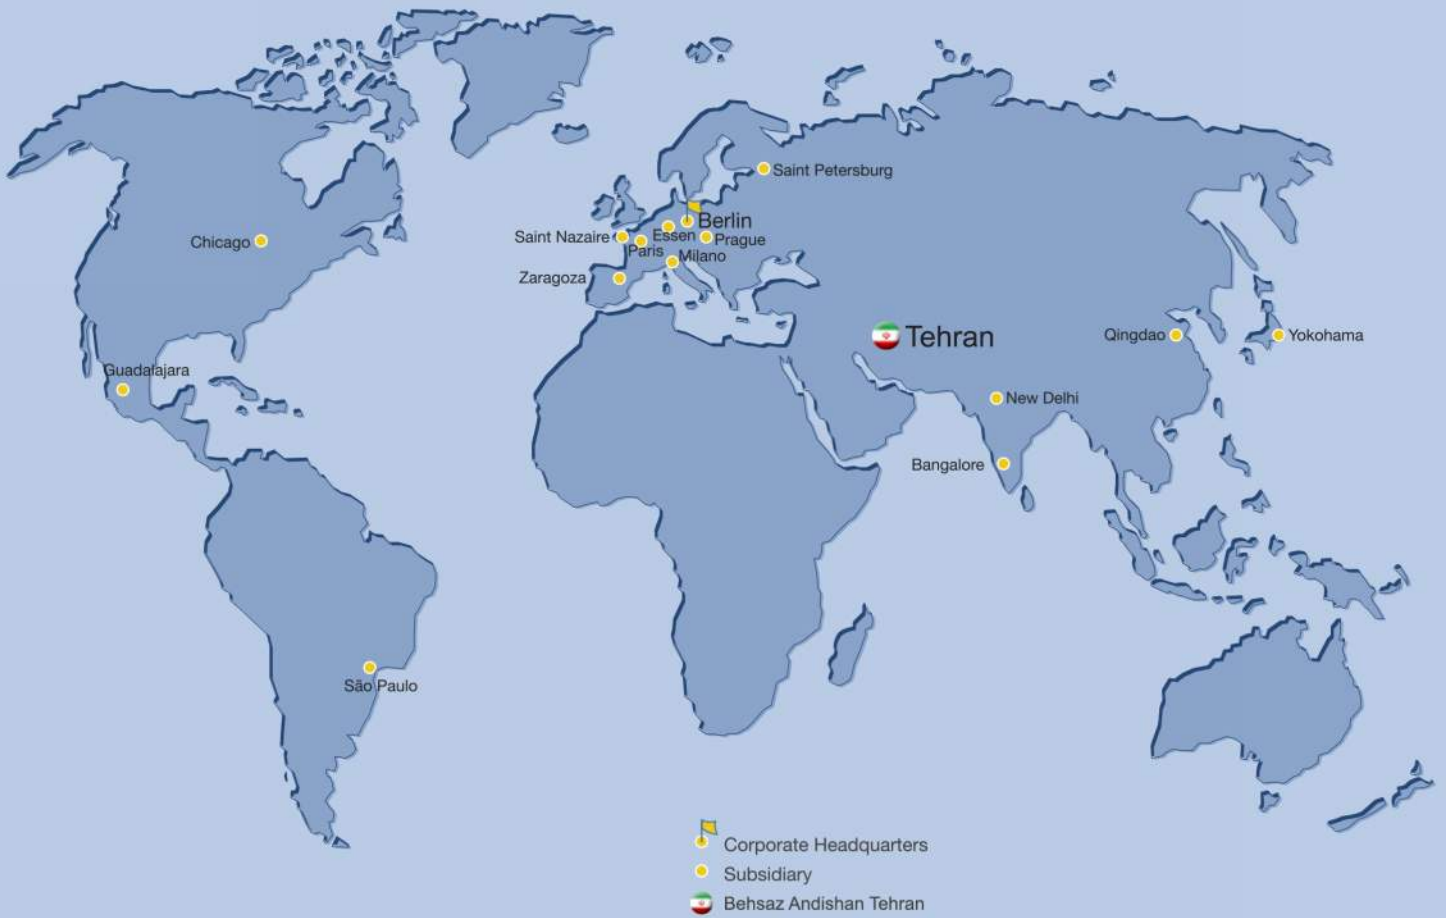 Saint Petersburg
Berlin
Saint Nazaire
Essen
Prague
Chicago
Paris
Milano
Zaragoza
Tehran
Qingdao
Yokohama
Guadalajara
New Delhi
Bangalore
São Paulo
Corporate Headquarters
Subsidiary
Behsaz Andishan Tehran